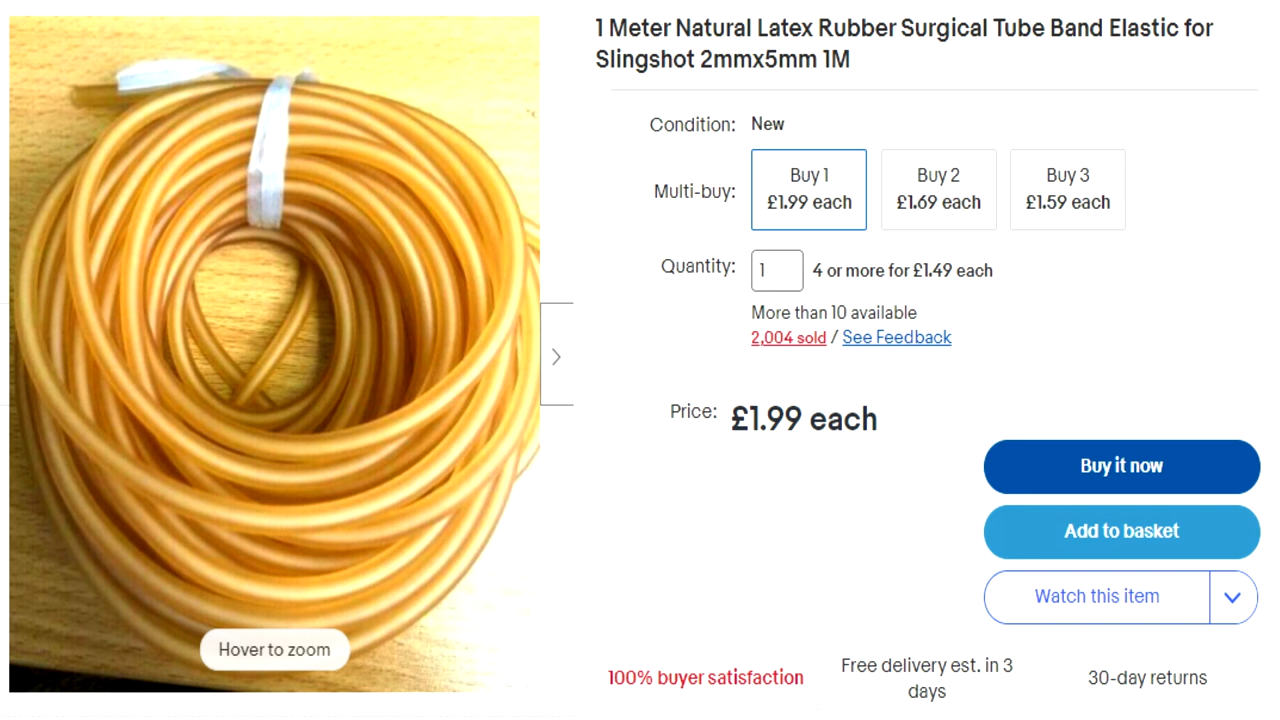 1 Meter Natural Latex Rubber Surgical Tube Band Elastic for
Slingshot 2mmx5mm 1M
Condition: New
Multi-buy:
Buy 1
£1.99 each
Buy 2
£1.69 each
Buy 3
£1.59 each
Quantity: 1 4 or more for £1.49 each
More than 10 available
2,004 sold / See Feedback
Price: £1.99 each
Buy it now
Add to basket
Watch this item
Hover to zoom
100% buyer satisfaction
Free delivery est. in 3
days
30-day returns